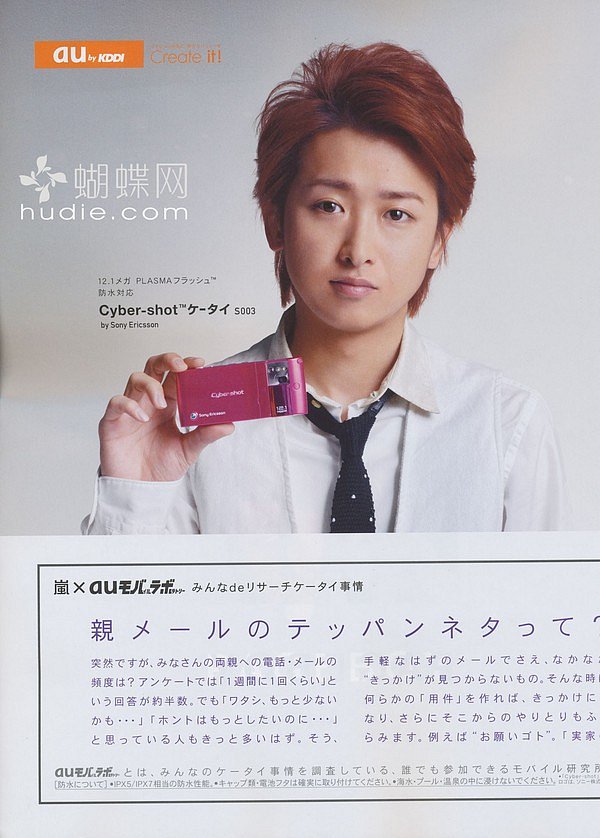 au by KDDI
Create it!
蝴蝶网
hudie.com
12.1メガ PLASMAフラッシュ™
防水対応
Cyber-shot™ケータイ S003
by Sony Ericsson
Cyber-shot
Sony Ericsson
嵐×auモバイルラボラトリー みんなdeリサーチケータイ事情
親メールのテッパンネタって?
突然ですが、みなさんの両親への電話・メールの
頻度は?アンケートでは「1週間に1回くらい」と
いう回答が約半数。でも「ワタシ、もっと少ない
かも・・・」「ホントはもっとしたいのに・・・」
と思っている人もきっと多いはず。そう、
手軽なはずのメールでさえ、なかなか
“きっかけ”が見つからないもの。そんな時に
何らかの「用件」を作れば、きっかけに
なり、さらにそこからのやりとりもふ
らみます。例えば“お願いゴト”。「実家
auモバイルラボラトリーとは、みんなのケータイ事情を調査している、誰でも参加できるモバイル研究所
[防水について]•IPX5/IPX7相当の防水性能。•キャップ類・電池フタは確実に取り付けてください。•海水・プール・温泉の中に浸けないでください。